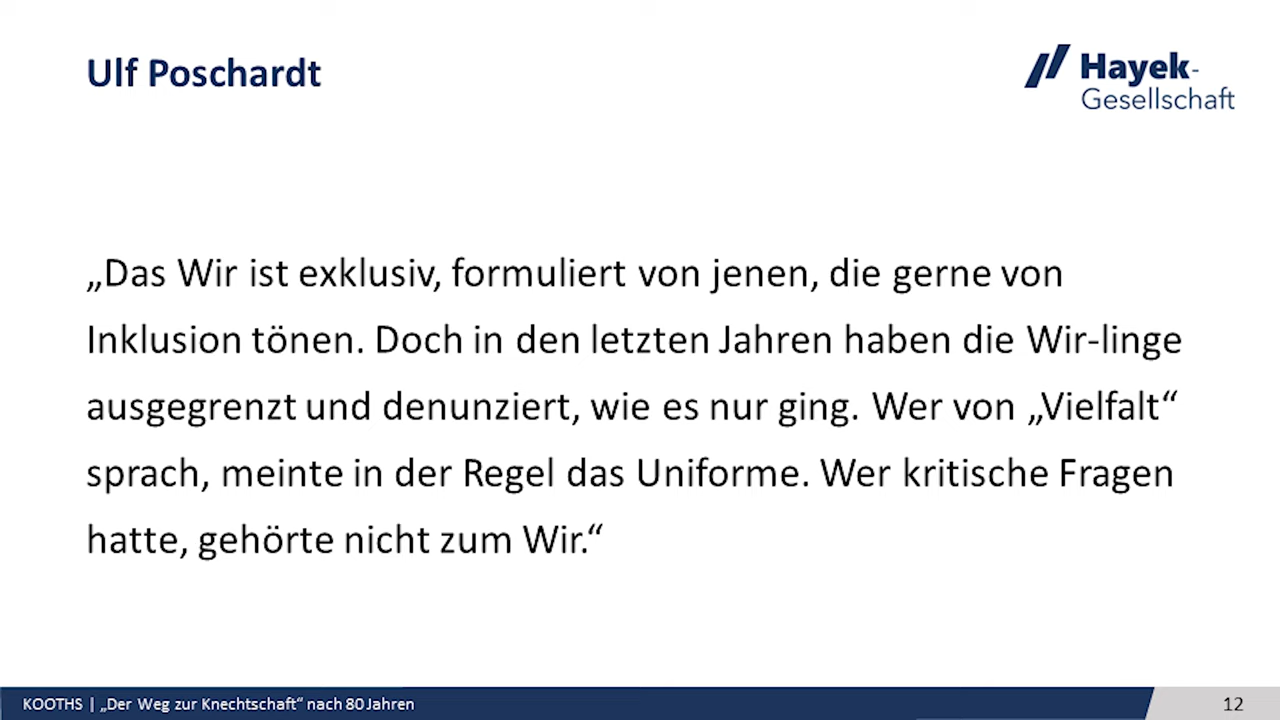 Ulf Poschardt
Hayek-
Gesellschaft
„Das Wir ist exklusiv, formuliert von jenen, die gerne von
Inklusion tönen. Doch in den letzten Jahren haben die Wir-linge
ausgegrenzt und denunziert, wie es nur ging. Wer von „Vielfalt“
sprach, meinte in der Regel das Uniforme. Wer kritische Fragen
hatte, gehörte nicht zum Wir.“
KOOTHS | „Der Weg zur Knechtschaft“ nach 80 Jahren
12